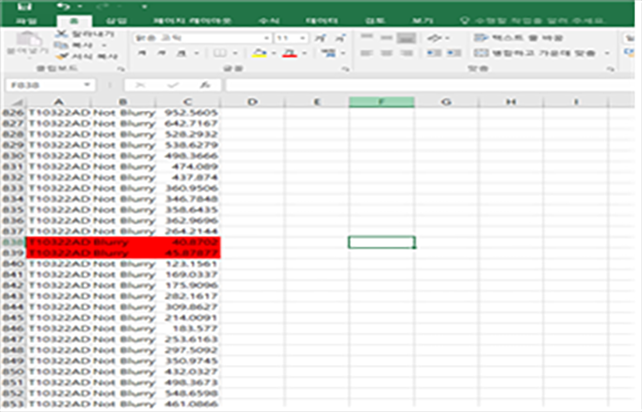 파일 홈 삽입 페이지 레이아웃 수식 데이터 검토 보기 수행할 작업을 알려 주세요.
잘라내기
붙여넣기 복사
서식 복사
맑은 고딕 11
가 가 가
텍스트 줄 바꿈
병합하고 가운데 맞춤
클립보드 글꼴 맞춤
F838 fx
A B C D E F G H I
826 T10322AD Not Blurry 952.5605
827 T10322AD Not Blurry 642.7167
828 T10322AD Not Blurry 528.2932
829 T10322AD Not Blurry 538.6279
830 T10322AD Not Blurry 498.3666
831 T10322AD Not Blurry 474.089
832 T10322AD Not Blurry 437.874
833 T10322AD Not Blurry 360.9506
834 T10322AD Not Blurry 346.7848
835 T10322AD Not Blurry 358.6435
836 T10322AD Not Blurry 362.9696
837 T10322AD Not Blurry 264.2144
838 T10322AD Blurry 40.8702
839 T10322AD Blurry 45.87877
840 T10322AD Not Blurry 123.1561
841 T10322AD Not Blurry 169.0337
842 T10322AD Not Blurry 175.9096
843 T10322AD Not Blurry 282.1617
844 T10322AD Not Blurry 309.8627
845 T10322AD Not Blurry 214.0091
846 T10322AD Not Blurry 183.577
847 T10322AD Not Blurry 253.6163
848 T10322AD Not Blurry 297.5092
849 T10322AD Not Blurry 350.9745
850 T10322AD Not Blurry 432.0327
851 T10322AD Not Blurry 498.3673
852 T10322AD Not Blurry 548.6598
853 T10322AD Not Blurry 461.0866